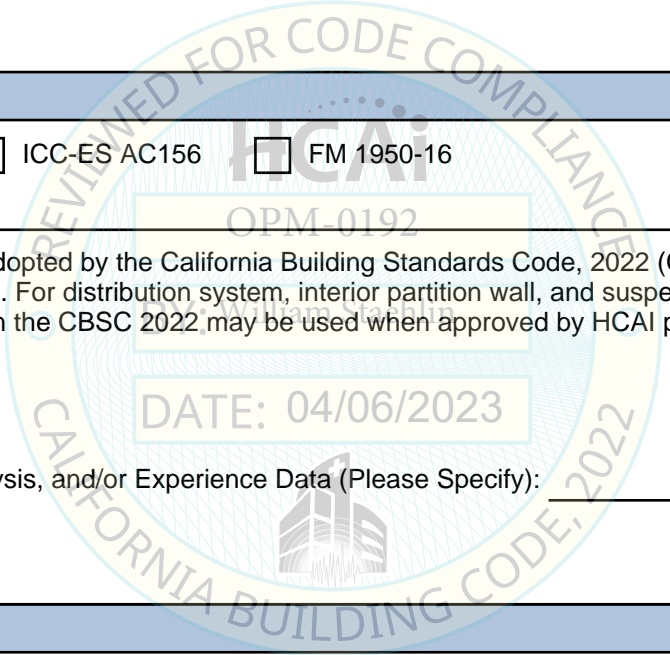 REVIEWED FOR CODE COMPLIANCE
HCAi
ICC-ES AC156
FM 1950-16
OPM-0192
dopted by the California Building Standards Code, 2022 (
. For distribution system, interior partition wall, and suspe
n the CBSC 2022 may be used when approved by HCAI p
BY: William Staehlin
DATE: 04/06/2023
ysis, and/or Experience Data (Please Specify):
CALIFORNIA BUILDING CODE, 2022